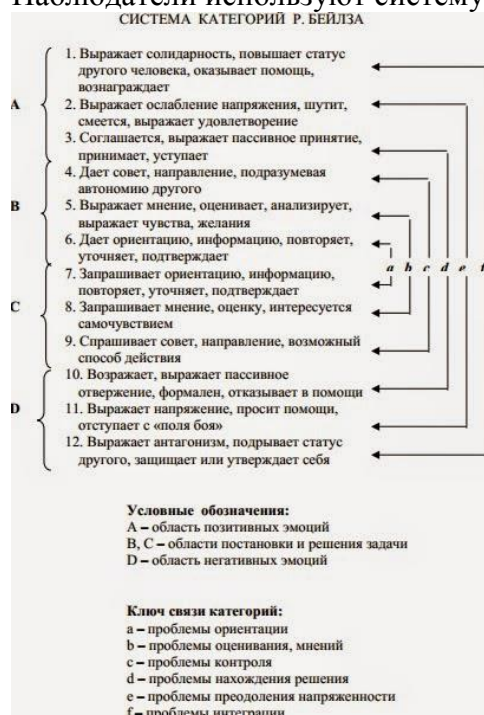 Наблюдатели используют систему
СИСТЕМА КАТЕГОРИЙ Р. БЕЙЛЗА
1. Выражает солидарность, повышает статус
другого человека, оказывает помощь,
вознаграждает
A
2. Выражает ослабление напряжения, шутит,
смеется, выражает удовлетворение
3. Соглашается, выражает пассивное принятие,
принимает, уступает
4. Дает совет, направление, подразумевая
автономию другого
B
5. Выражает мнение, оценивает, анализирует,
выражает чувства, желания
6. Дает ориентацию, информацию, повторяет,
уточняет, подтверждает
a b c d e f
7. Запрашивает ориентацию, информацию,
повторяет, уточняет, подтверждает
C
8. Запрашивает мнение, оценку, интересуется
самочувствием
9. Спрашивает совет, направление, возможный
способ действия
10. Возражает, выражает пассивное
отвержение, формален, отказывает в помощи
D
11. Выражает напряжение, просит помощи,
отступает с «поля боя»
12. Выражает антагонизм, подрывает статус
другого, защищает или утверждает себя
Условные обозначения:
A – область позитивных эмоций
B, C – области постановки и решения задачи
D – область негативных эмоций
Ключ связи категорий:
a – проблемы ориентации
b – проблемы оценивания, мнений
c – проблемы контроля
d – проблемы нахождения решения
e – проблемы преодоления напряженности
f – проблемы интеграции